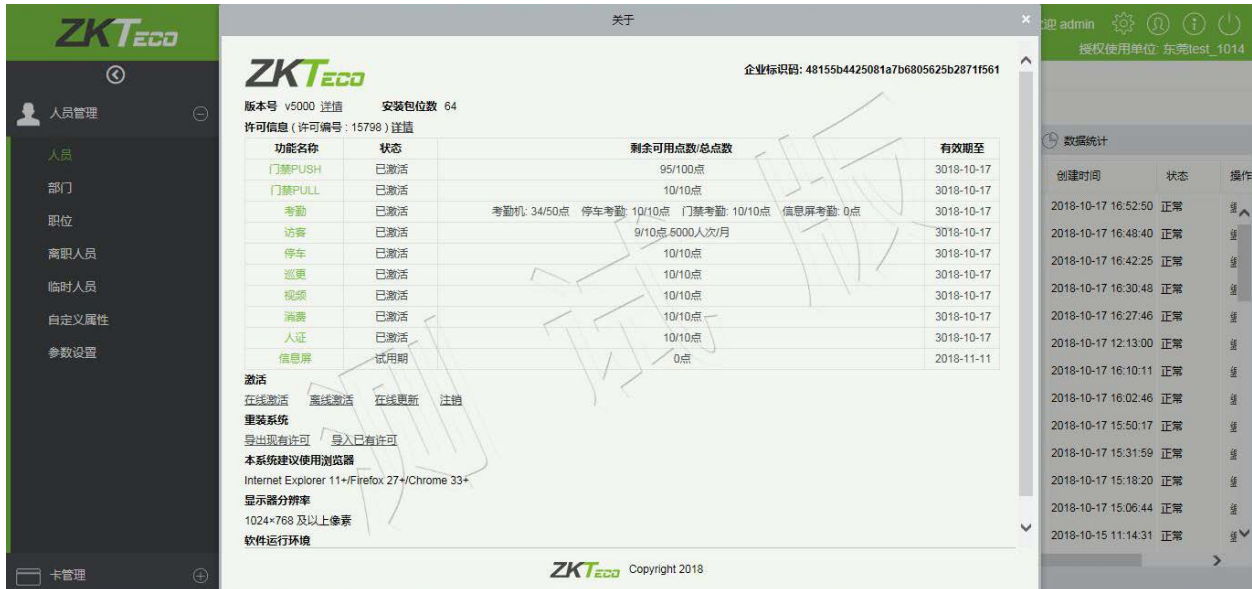 ZKTeco
关于
×
欢迎 admin
授权使用单位: 东莞test_1014
人员管理
人员
部门
职位
离职人员
临时人员
自定义属性
参数设置
卡管理
ZKTeco
企业标识码: 48155b4425081a7b6805625b2871f561
版本号 v5000 详情 安装包位数 64
许可信息 ( 许可编号 : 15798 ) 详情
功能名称 状态 剩余可用点数/总点数 有效期至
门禁PUSH 已激活 95/100点 3018-10-17
门禁PULL 已激活 10/10点 3018-10-17
考勤 已激活 考勤机: 34/50点 停车考勤: 10/10点 门禁考勤: 10/10点 信息屏考勤: 0点 3018-10-17
访客 已激活 9/10点 5000人次/月 3018-10-17
停车 已激活 10/10点 3018-10-17
巡更 已激活 10/10点 3018-10-17
视频 已激活 10/10点 3018-10-17
消费 已激活 10/10点 3018-10-17
人证 已激活 10/10点 3018-10-17
信息屏 试用期 0点 2018-11-11
激活
在线激活 离线激活 在线更新 注销
重装系统
导出现有许可 导入已有许可
本系统建议使用浏览器
Internet Explorer 11+/Firefox 27+/Chrome 33+
显示器分辨率
1024×768 及以上像素
软件运行环境
测试版
ZKTeco Copyright 2018
数据统计
创建时间 状态 操作
2018-10-17 16:52:50 正常
2018-10-17 16:48:40 正常
2018-10-17 16:42:25 正常
2018-10-17 16:30:48 正常
2018-10-17 16:27:46 正常
2018-10-17 12:13:00 正常
2018-10-17 16:10:11 正常
2018-10-17 16:02:46 正常
2018-10-17 15:50:17 正常
2018-10-17 15:31:59 正常
2018-10-17 15:18:20 正常
2018-10-17 15:06:44 正常
2018-10-15 11:14:31 正常